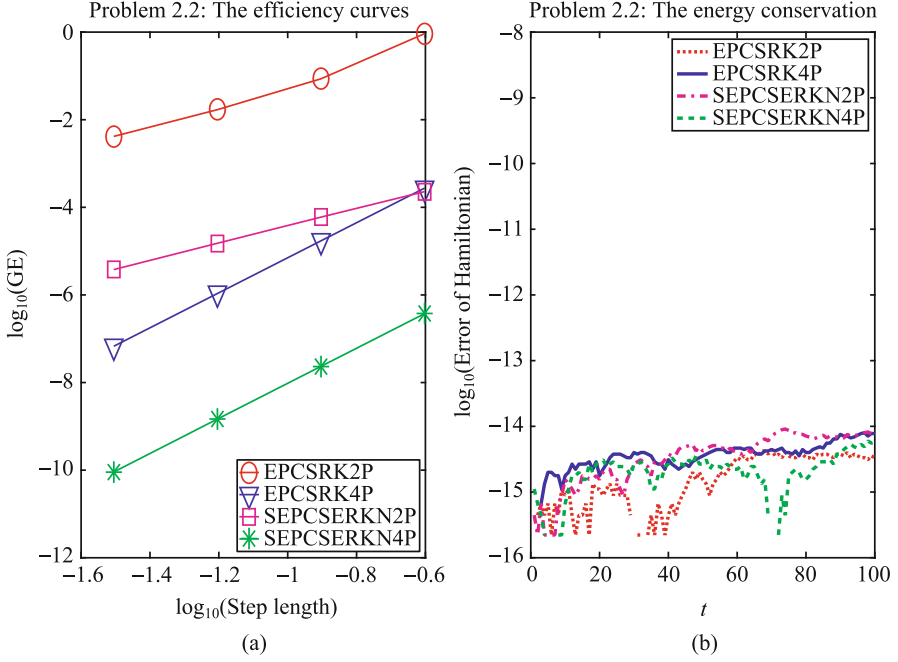 Problem 2.2: The efficiency curves
0
−2
−4
−6
−8
−10
−12
log10(GE)
EPCSRK2P
EPCSRK4P
SEPCSERKN2P
SEPCSERKN4P
−1.6
−1.4
−1.2
−1
−0.8
−0.6
log10(Step length)
(a)
Problem 2.2: The energy conservation
−8
−9
−10
−11
−12
−13
−14
−15
−16
log10(Error of Hamiltonian)
EPCSRK2P
EPCSRK4P
SEPCSERKN2P
SEPCSERKN4P
0
20
40
60
80
100
t
(b)